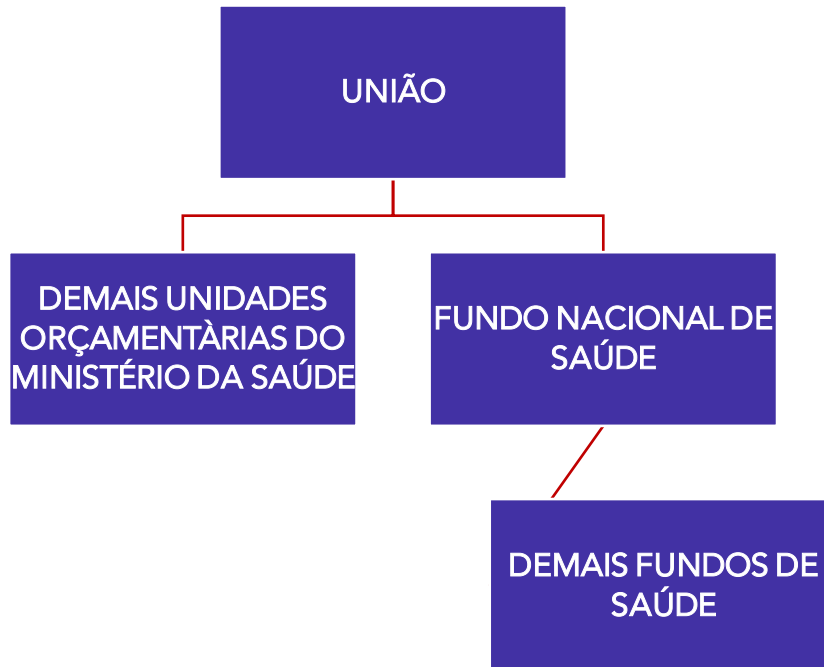 UNIÃO
DEMAIS UNIDADES
ORÇAMENTÀRIAS DO
MINISTÉRIO DA SAÚDE
FUNDO NACIONAL DE
SAÚDE
DEMAIS FUNDOS DE
SAÚDE